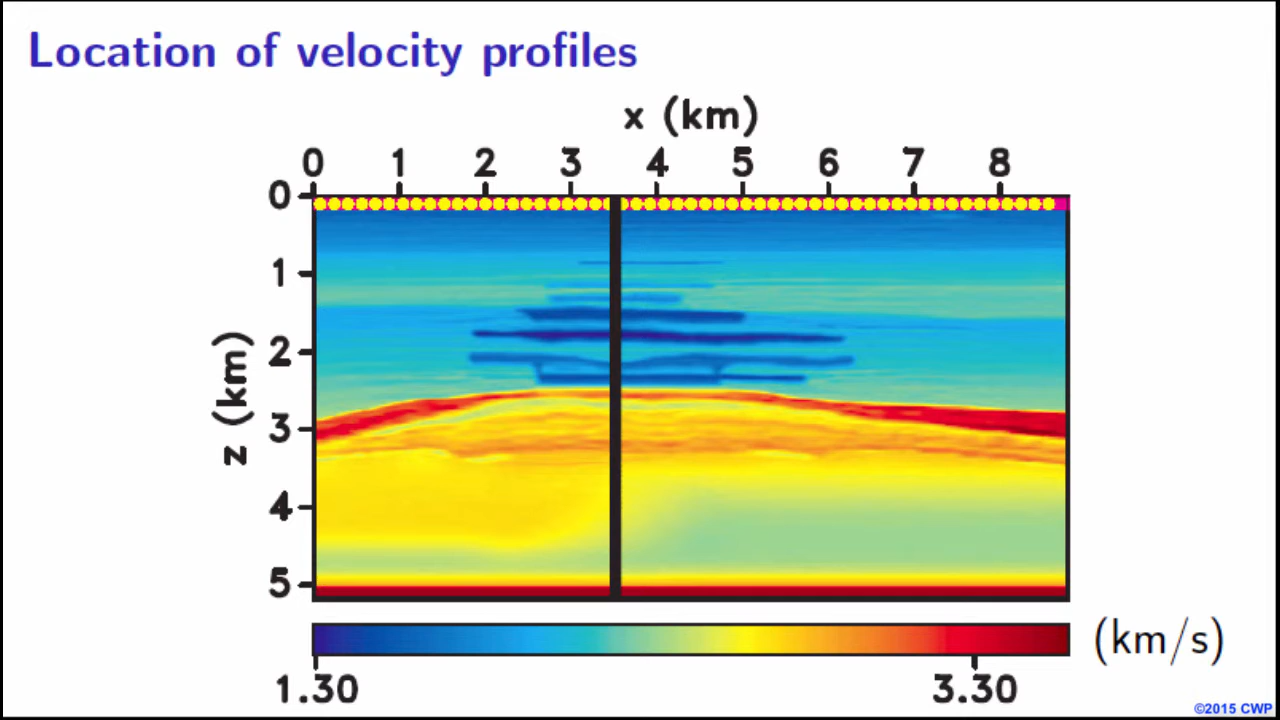 Location of velocity profiles
x (km)
0 1 2 3 4 5 6 7 8
0
1
2
3
4
5
z (km)
(km/s)
1.30 3.30
©2015 CWP